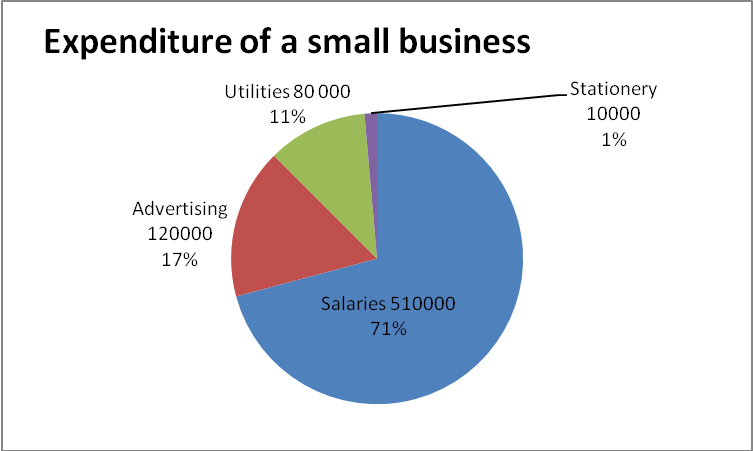 Expenditure of a small business
Utilities 80 000
11%
Stationery
10000
1%
Advertising
120000
17%
Salaries 510000
71%